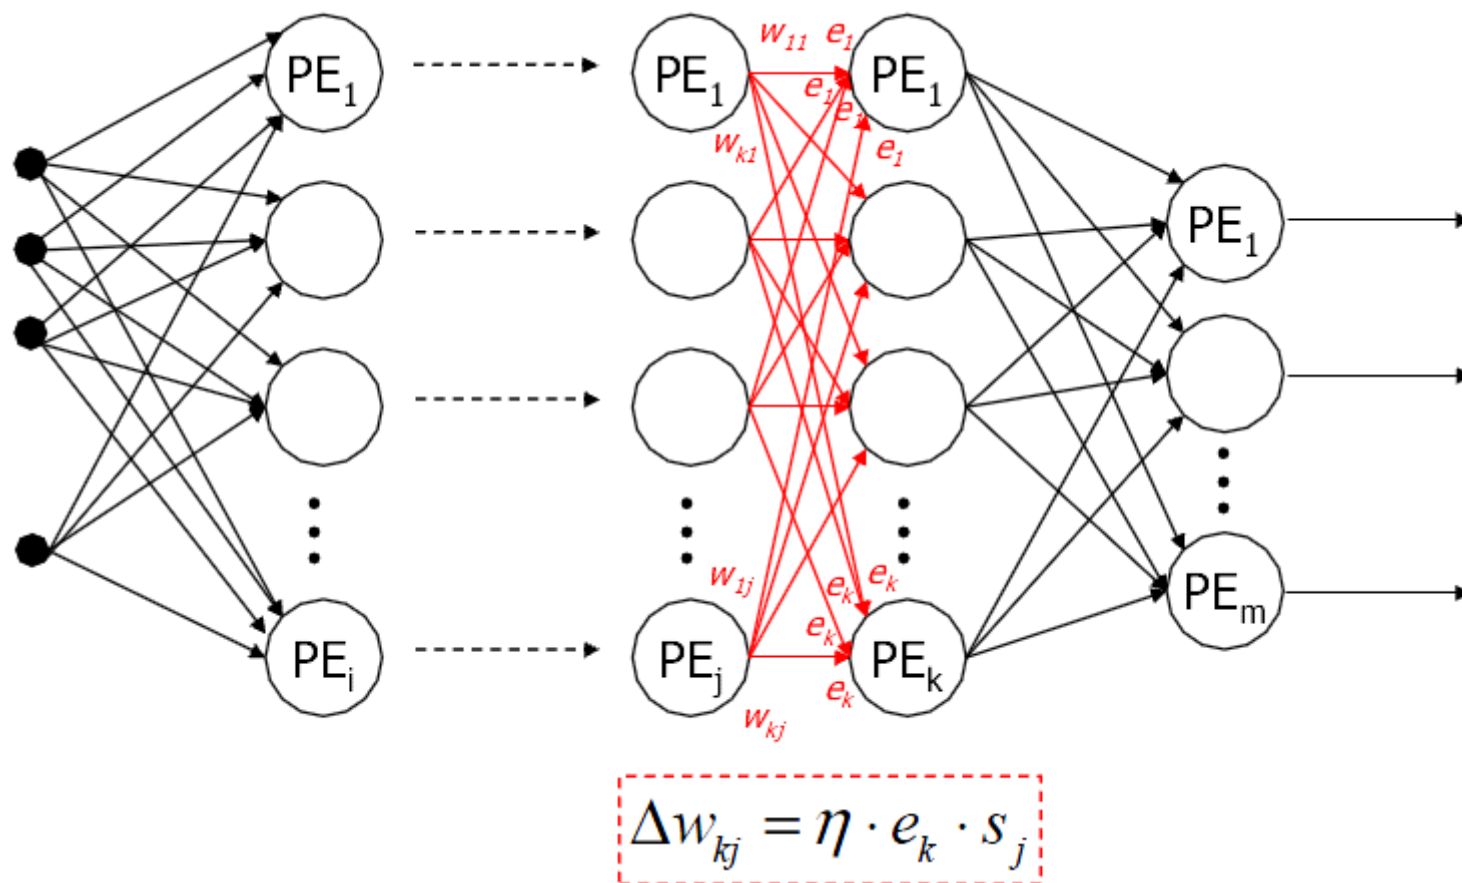 w11 e1
PE1 PE1 PE1
e1
e1
wk1 e1
PE1
w1j ek ek
PEm
ek
PEi PEj PEk
ek
wkj
Δwkj = η · ek · sj